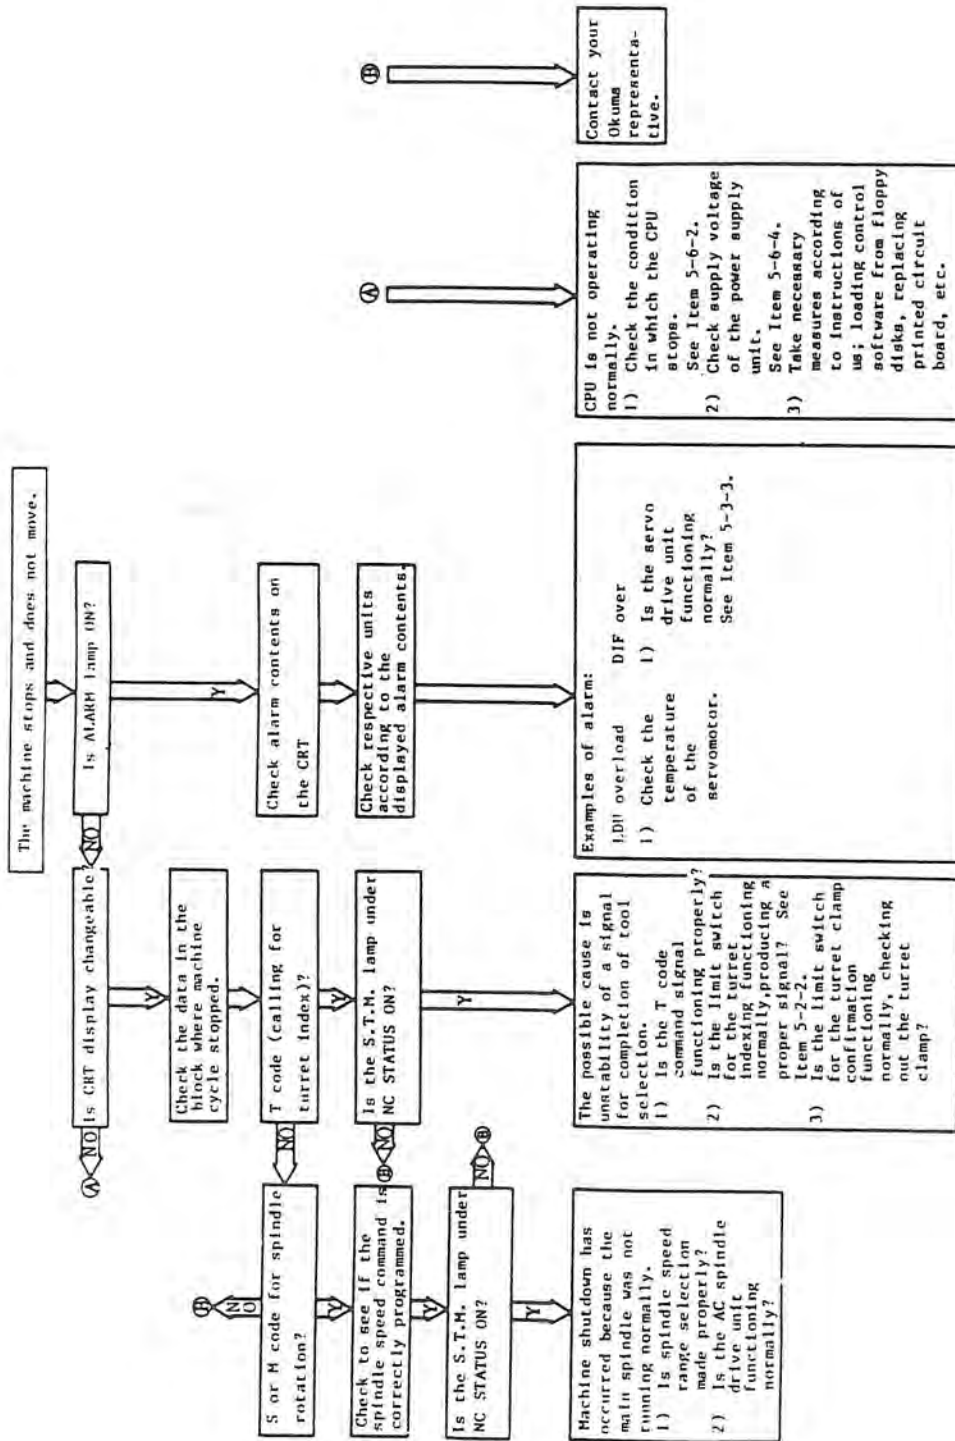 The machine stops and does not move.
Is ALARM lamp ON?
NO
Y
Is CRT display changeable?
NO
A
Y
Check alarm contents on
the CRT
Check respective units
according to the
displayed alarm contents.
Check the data in the
block where machine
cycle stopped.
T code (calling for
turret index)?
NO
Y
Is the S.T.M. lamp under
NC STATUS ON?
NO
B
Y
S or M code for spindle
rotation?
NO
B
Y
Check to see if the
spindle speed command is
correctly programmed.
Y
Is the S.T.M. lamp under
NC STATUS ON?
NO
B
Y
Machine shutdown has
occurred because the
main spindle was not
running normally.
1) Is spindle speed
range selection
made properly?
2) Is the AC spindle
drive unit
functioning
normally?
The possible cause is
unstability of a signal
for completion of tool
selection.
1) Is the T code
command signal
functioning properly?
2) Is the limit switch
for the turret
indexing functioning
normally,producing a
proper signal? See
Item 5-2-2.
3) Is the limit switch
for the turret clamp
confirmation
functioning
normally, checking
out the turret
clamp?
Examples of alarm:
overload DIF over
1) Check the
temperature
of the
servomotor.
1) Is the servo
drive unit
functioning
normally?
See Item 5-3-3.
A
CPU is not operating
normally.
1) Check the condition
in which the CPU
stops.
See Item 5-6-2.
2) Check supply voltage
of the power supply
unit.
See Item 5-6-4.
3) Take necessary
measures according
to instructions of
us; loading control
software from floppy
disks, replacing
printed circuit
board, etc.
B
Contact your
Okuma
representa-
tive.